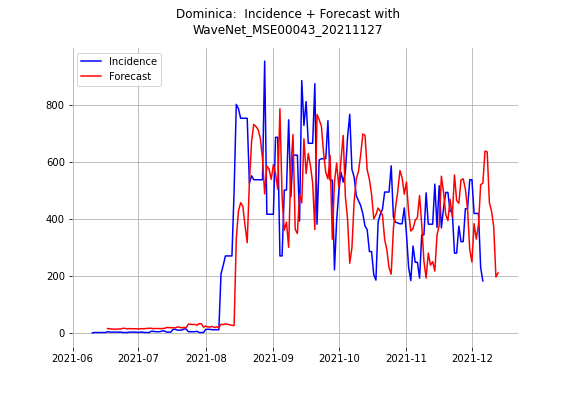 Dominica:  Incidence + Forecast with
WaveNet_MSE00043_20211127
Incidence
Forecast
800
600
400
200
0
2021-06 2021-07 2021-08 2021-09 2021-10 2021-11 2021-12